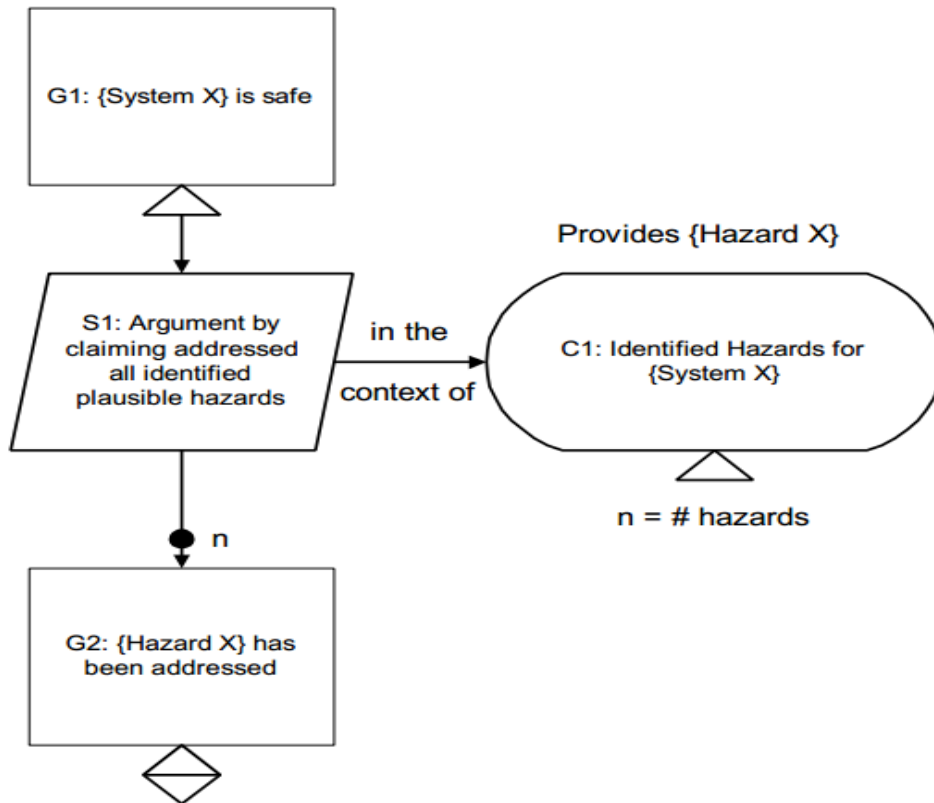 G1: {System X} is safe
Provides {Hazard X}
S1: Argument by
claiming addressed
all identified
plausible hazards
in the
context of
C1: Identified Hazards for
{System X}
n = # hazards
n
G2: {Hazard X} has
been addressed